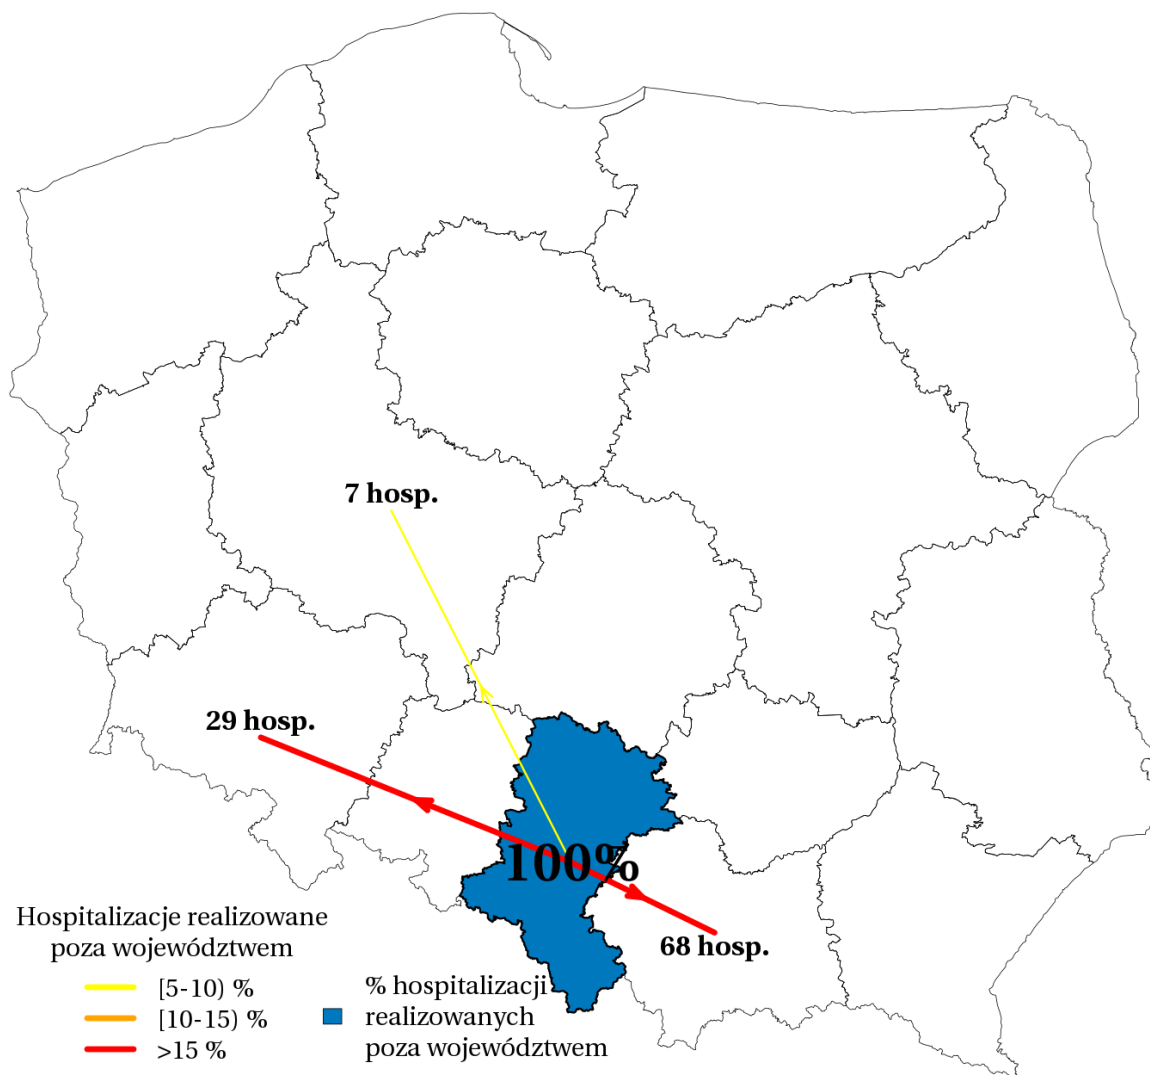 7 hosp.
29 hosp.
100%
68 hosp.
Hospitalizacje realizowane
poza województwem
[5-10) %
[10-15) %
>15 %
% hospitalizacji
realizowanych
poza województwem